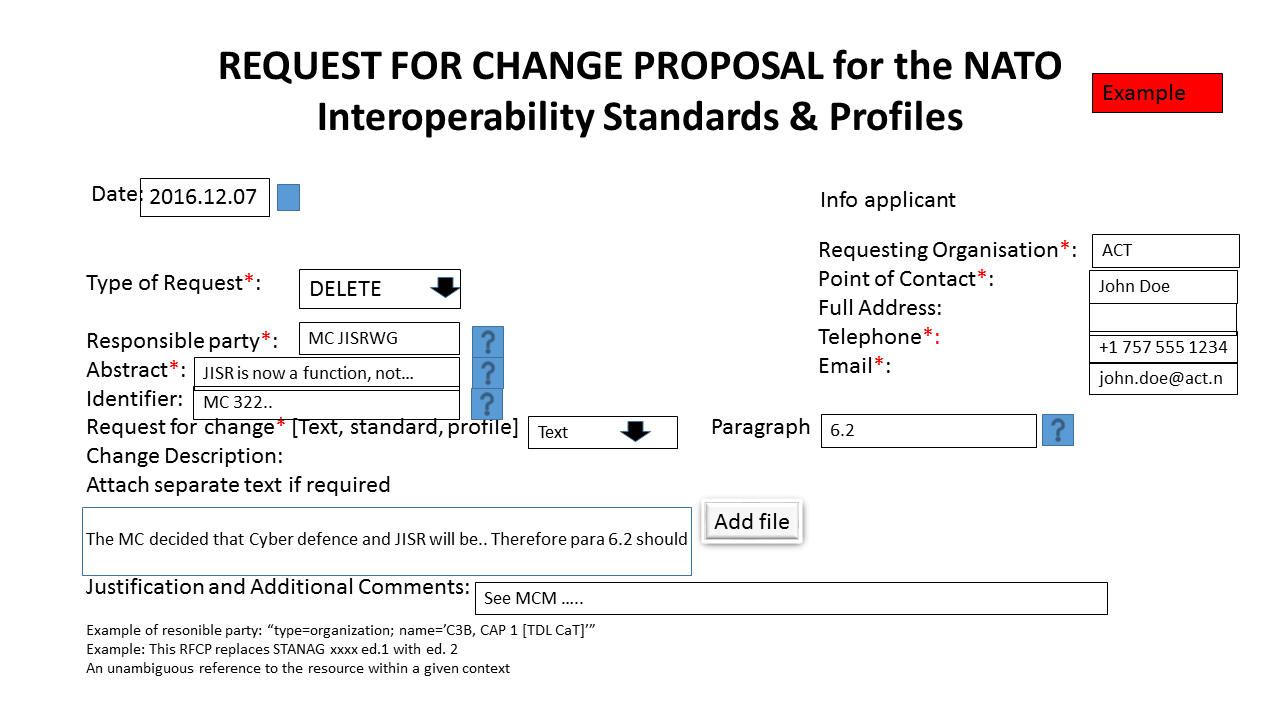 REQUEST FOR CHANGE PROPOSAL for the NATO
Interoperability Standards & Profiles
Example
Date: 2016.12.07
Info applicant
Requesting Organisation*: ACT
Type of Request*: DELETE
Point of Contact*: John Doe
Full Address:
Responsible party*: MC JISRWG ?
Telephone*: +1 757 555 1234
Abstract*: JISR is now a function, not… ?
Email*: john.doe@act.n
Identifier: MC 322.. ?
Request for change* [Text, standard, profile] Text Paragraph 6.2 ?
Change Description:
Attach separate text if required
The MC decided that Cyber defence and JISR will be.. Therefore para 6.2 should
Add file
Justification and Additional Comments: See MCM …..
Example of resonible party: “type=organization; name=’C3B, CAP 1 [TDL CaT]’”
Example: This RFCP replaces STANAG xxxx ed.1 with ed. 2
An unambiguous reference to the resource within a given context